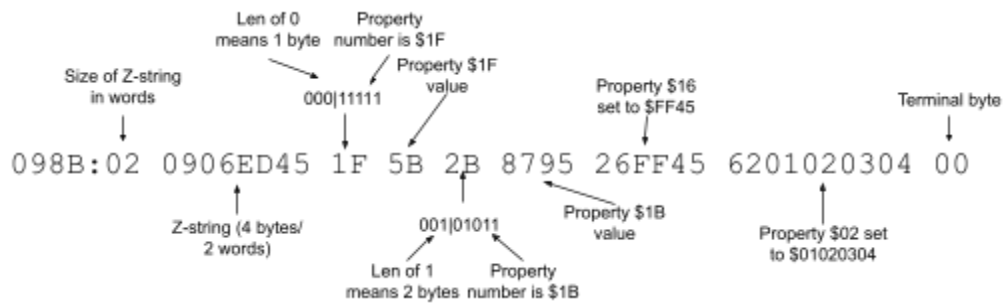 Len of 0
means 1 byte
Property
number is $1F
Property $1F
value
Size of Z-string
in words
000|11111
Property $16
set to $FF45
Terminal byte
098B:02 0906ED45 1F 5B 2B 8795 26FF45 6201020304 00
Z-string (4 bytes/
2 words)
001|01011
Property $1B
value
Property $02 set
to $01020304
Len of 1
means 2 bytes
Property
number is $1B